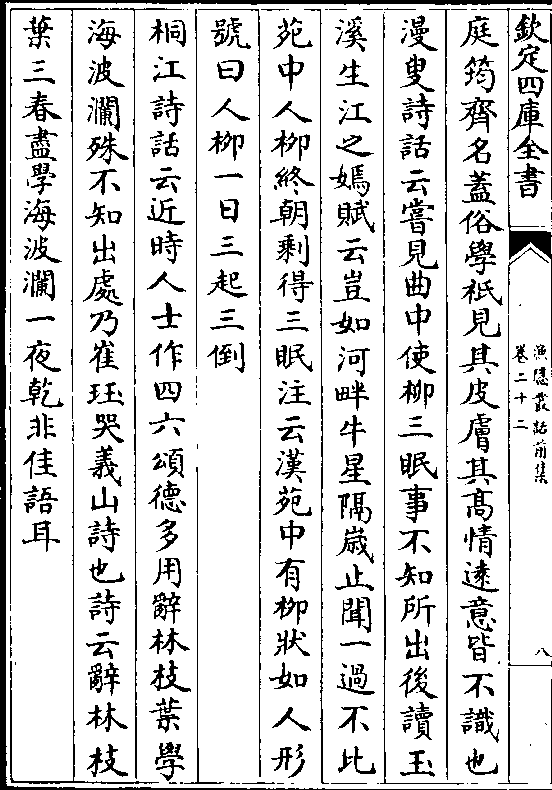 欽定四庫全書
漁隱叢話前集
卷二十二
八
庭筠齊名蓋俗學衹見其皮膚其髙情逺意皆不識也
漫叟詩話云嘗見曲中使柳三眠事不知所出後讀玉
溪生江之嫣賦云豈如河畔牛星隔嵗止聞一過不比
苑中人柳終朝剩得三眠注云漢苑中有柳狀如人形
號曰人柳一日三起三倒
桐江詩話云近時人士作四六頌德多用辭林枝葉學
海波瀾殊不知出處乃崔珏哭義山詩也詩云辭林枝
葉三春盡學海波瀾一夜乾非佳語耳